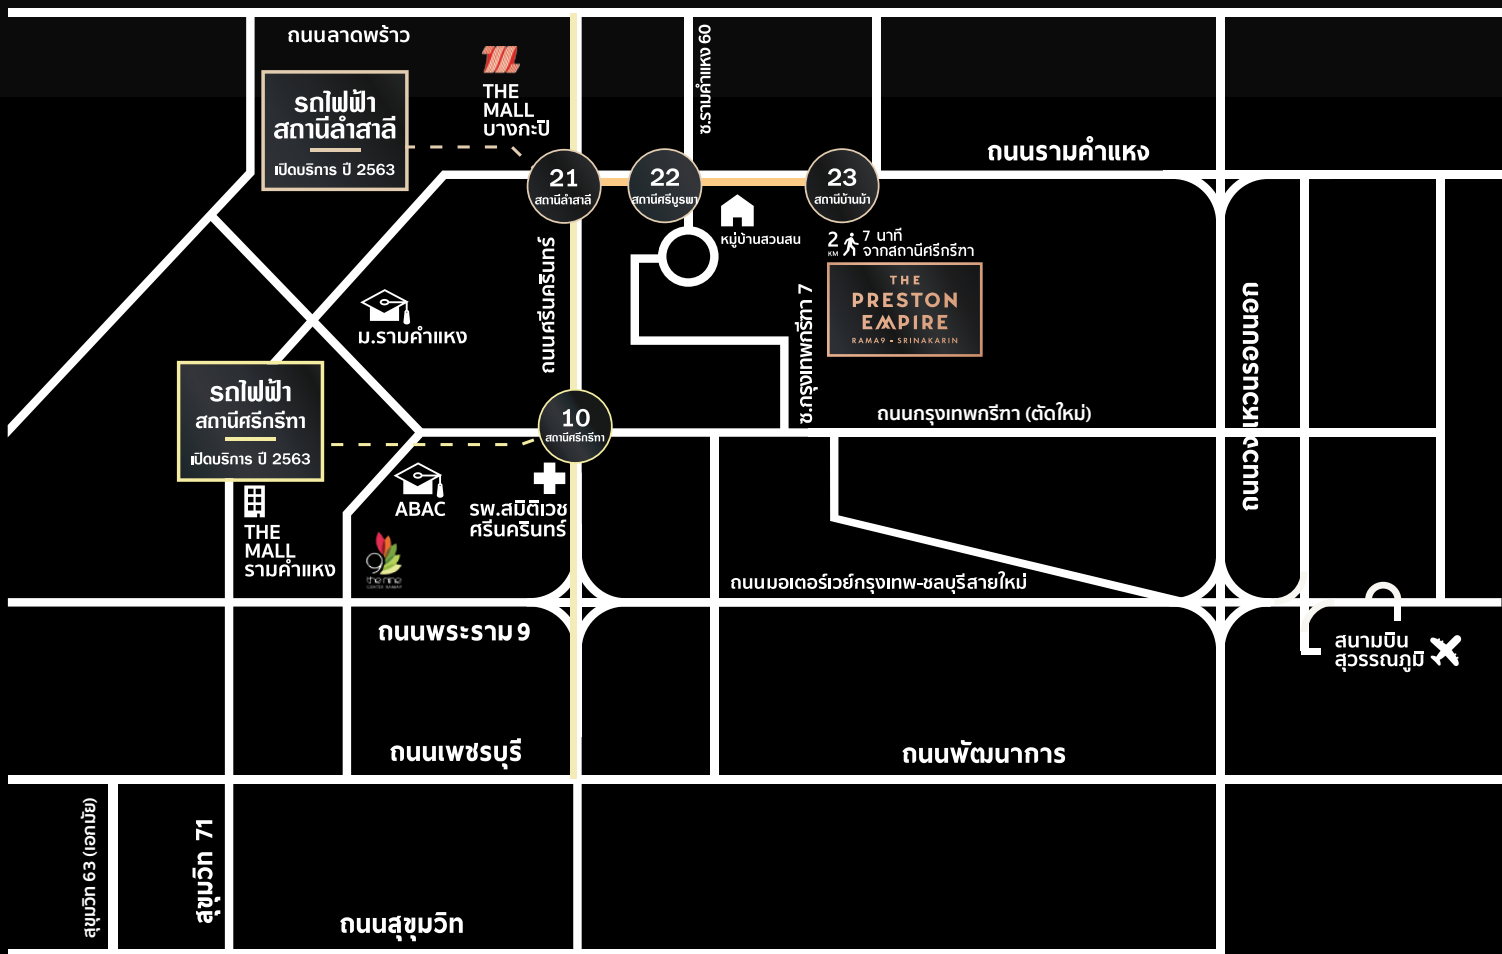 ถนนลาดพร้าว
ซ.รามคำแหง 60
THE
MALL
บางกะปิ
รถไฟฟ้า
สถานีลำสาลี
เปิดบริการ ปี 2563
ถนนรามคำแหง
21
สถานีลำสาลี
22
สถานีศรีบูรพา
23
สถานีบ้านม้า
หมู่บ้านสวนสน
2
KM
7 นาที
จากสถานีศรีกรีฑา
THE
PRESTON
EMPIRE
RAMA9 - SRINAKARIN
ถนนศรีนครินทร์
ซ.กรุงเทพกรีฑา 7
ม.รามคำแหง
รถไฟฟ้า
สถานีศรีกรีฑา
เปิดบริการ ปี 2563
10
สถานีศรีกรีฑา
ถนนกรุงเทพกรีฑา (ตัดใหม่)
ถนนวงแหวนรอบนอก
ABAC
รพ.สมิติเวช
ศรีนครินทร์
THE
MALL
รามคำแหง
9
the nine
ถนนมอเตอร์เวย์กรุงเทพ-ชลบุรีสายใหม่
ถนนพระราม 9
สนามบิน
สุวรรณภูมิ
ถนนเพชรบุรี
ถนนพัฒนาการ
สุขุมวิท 63 (เอกมัย)
สุขุมวิท 71
ถนนสุขุมวิท